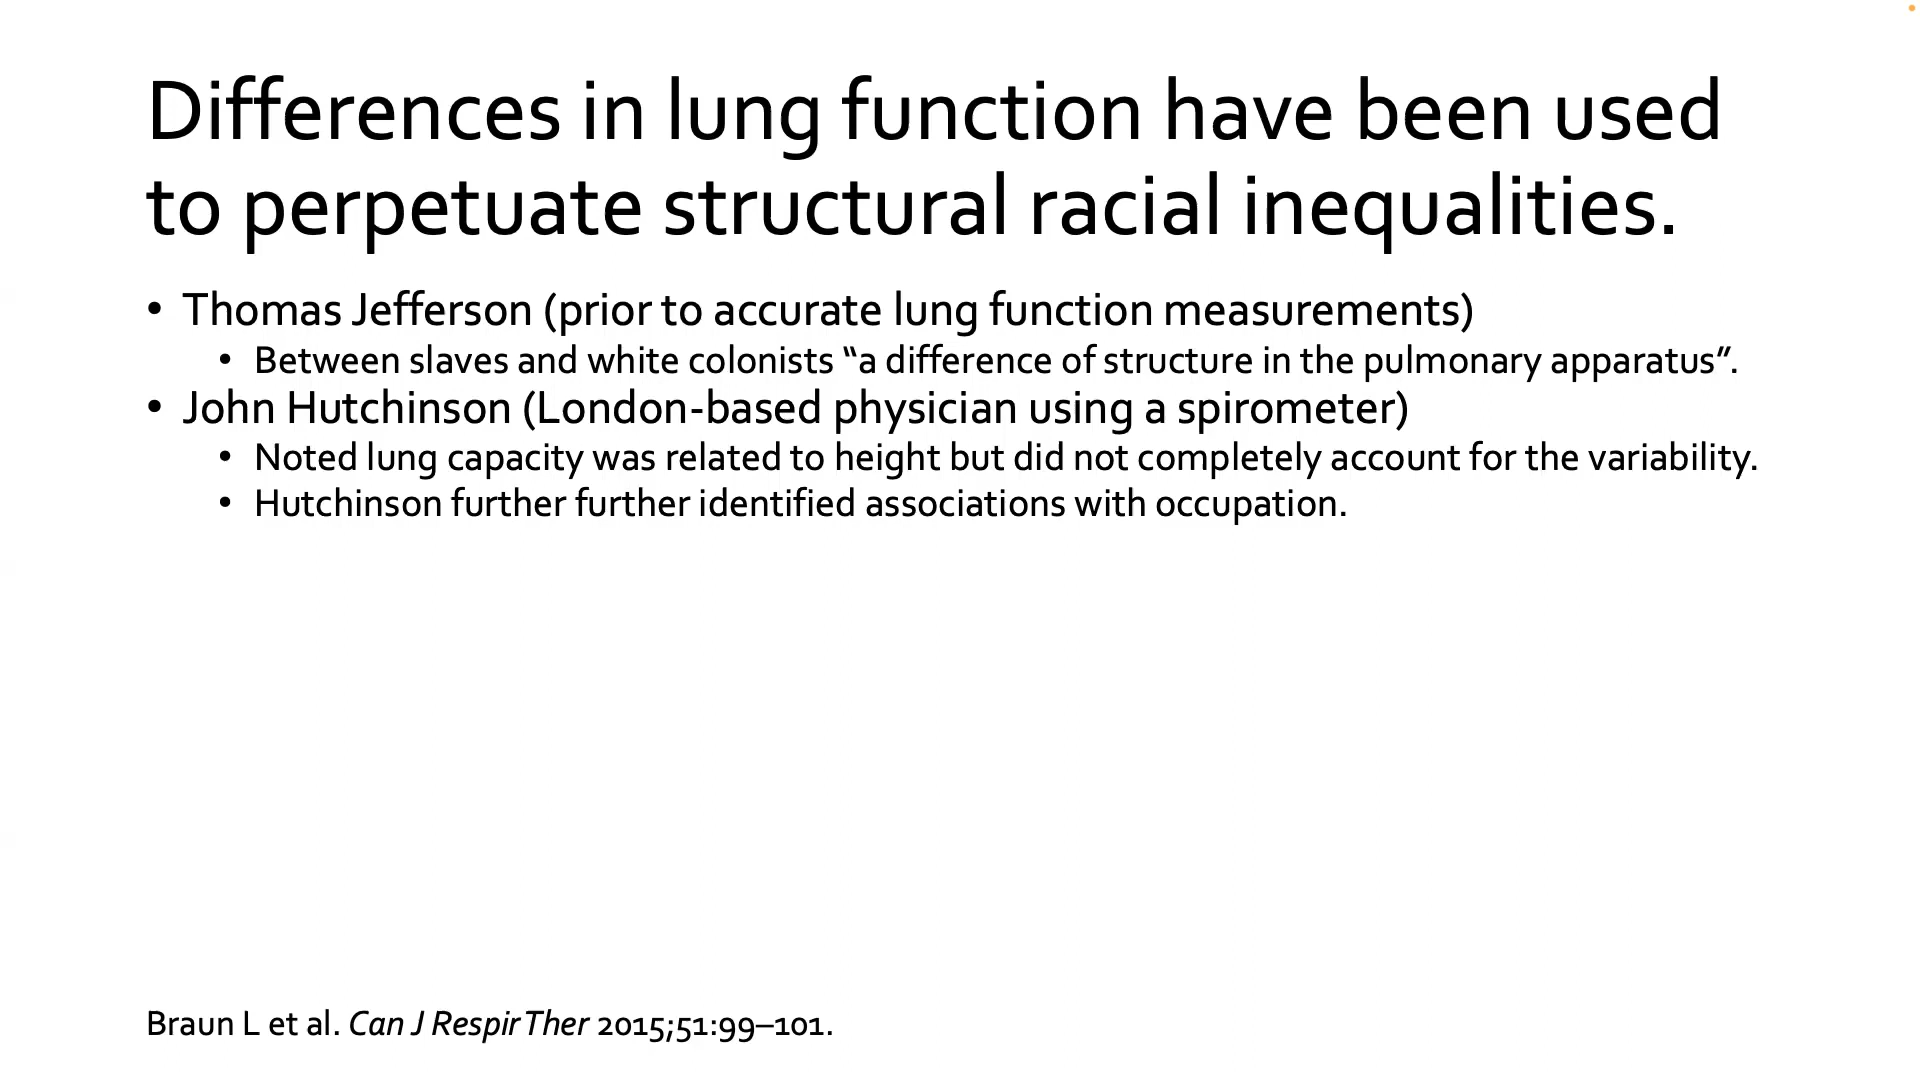 Differences in lung function have been used
to perpetuate structural racial inequalities.
• Thomas Jefferson (prior to accurate lung function measurements)
• Between slaves and white colonists “a difference of structure in the pulmonary apparatus”.
• John Hutchinson (London-based physician using a spirometer)
• Noted lung capacity was related to height but did not completely account for the variability.
• Hutchinson further further identified associations with occupation.
Braun L et al. Can J Respir Ther 2015;51:99–101.